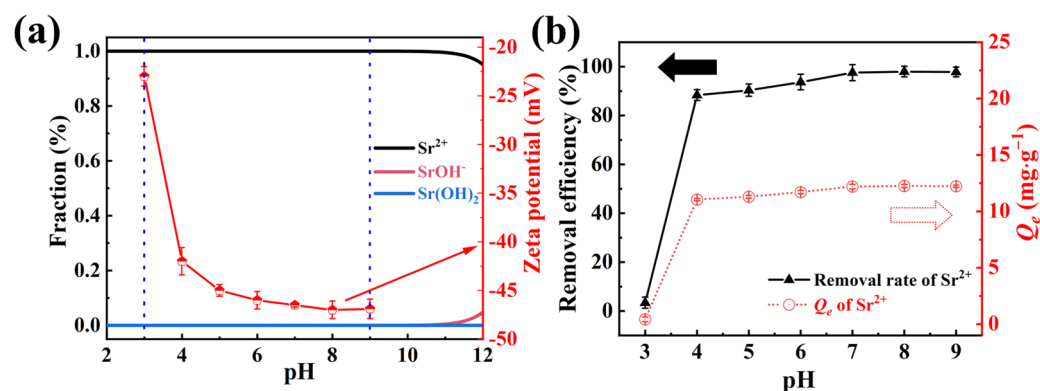 (a)
1.0
0.8
0.6
0.4
0.2
0.0
Fraction (%)
2
4
6
8
10
12
pH
-20
-25
-30
-35
-40
-45
-50
Zeta potential (mV)
Sr²⁺
SrOH⁻
Sr(OH)₂
(b)
100
80
60
40
20
0
Removal efficiency (%)
3
4
5
6
7
8
9
pH
25
20
15
10
5
0
Qₑ (mg·g⁻¹)
Removal rate of Sr²⁺
Qₑ of Sr²⁺